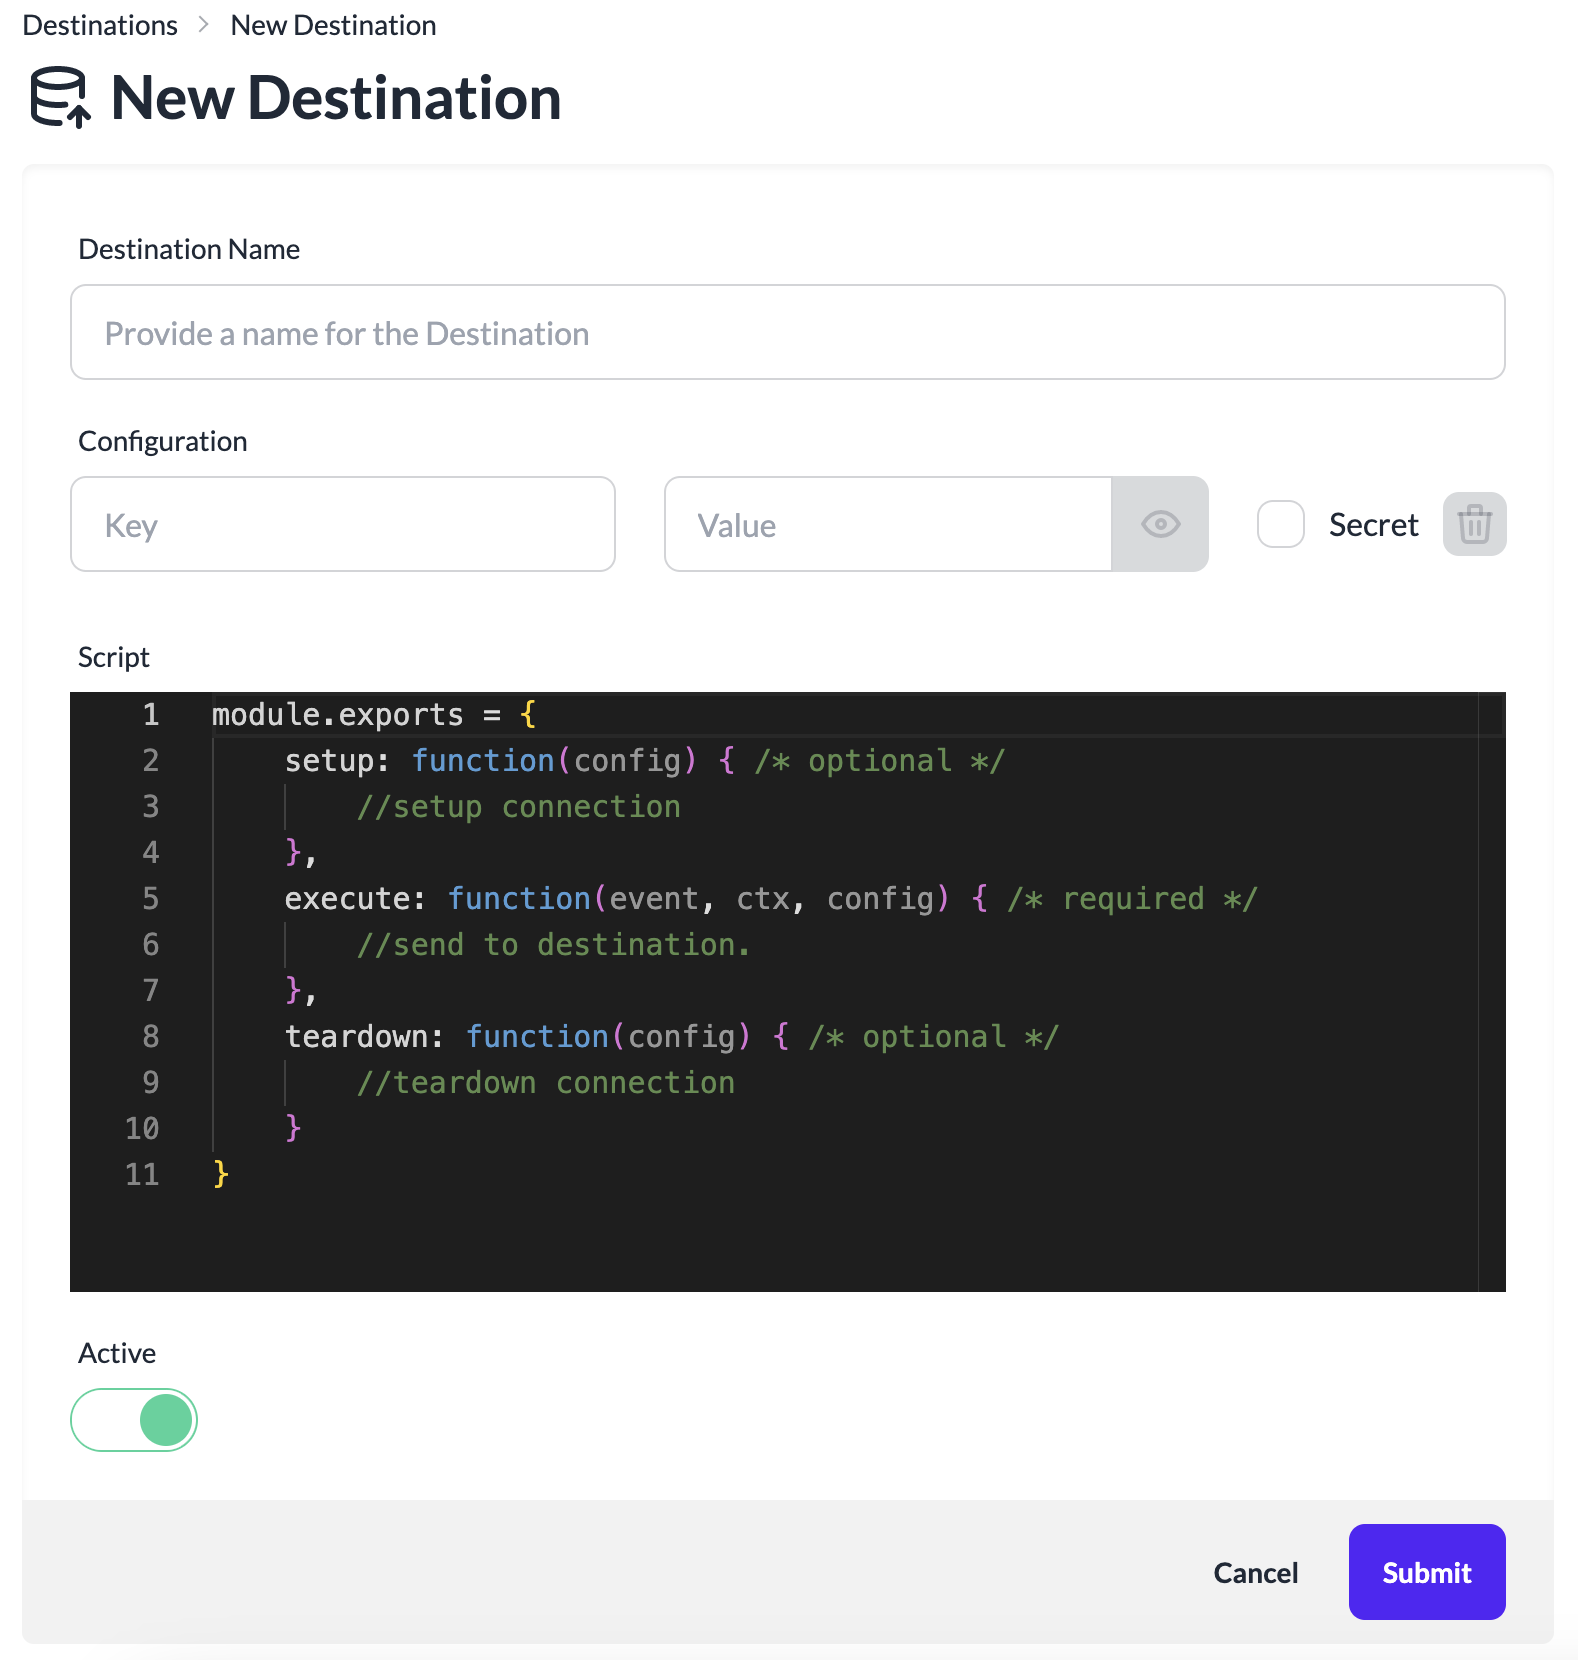 Destinations > New Destination
New Destination
Destination Name
Provide a name for the Destination
Configuration
Key Value Secret
Script
1 module.exports = {
2     setup: function(config) { /* optional */
3         //setup connection
4     },
5     execute: function(event, ctx, config) { /* required */
6         //send to destination.
7     },
8     teardown: function(config) { /* optional */
9         //teardown connection
10     }
11 }
Active
Cancel Submit